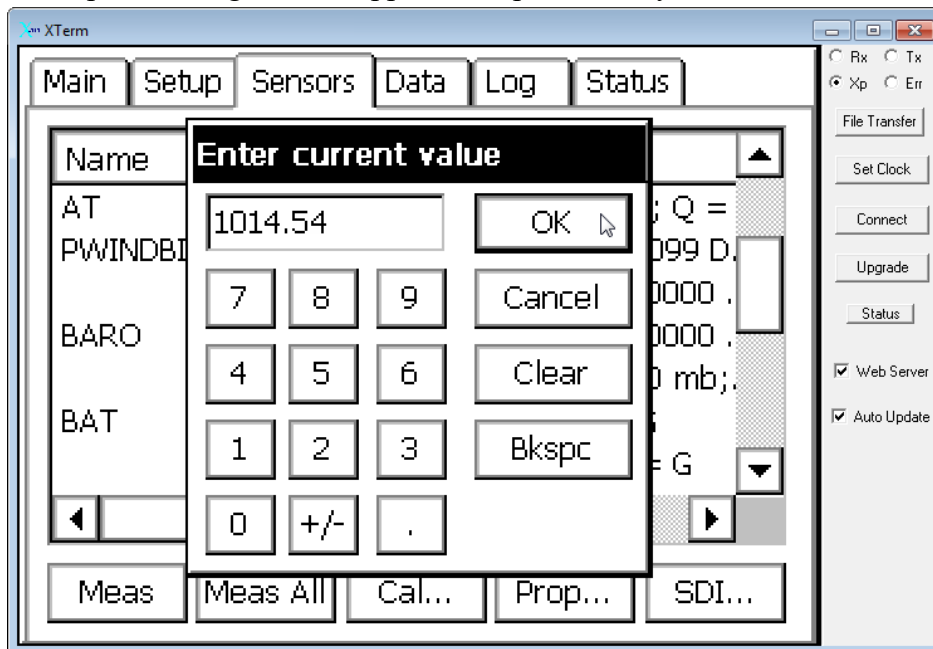 XTerm
Rx Tx
Xp Err
File Transfer
Set Clock
Connect
Upgrade
Status
Web Server
Auto Update
Main Setup Sensors Data Log Status
Name
Enter current value
AT
; Q =
1014.54
OK
PWINDBI
099 D.
7 8 9 Cancel
0000 .
BARO
0000 .
4 5 6 Clear
0 mb;.
BAT
1 2 3 Bkspc
= G
0 +/- .
Meas Meas All Cal... Prop... SDI...